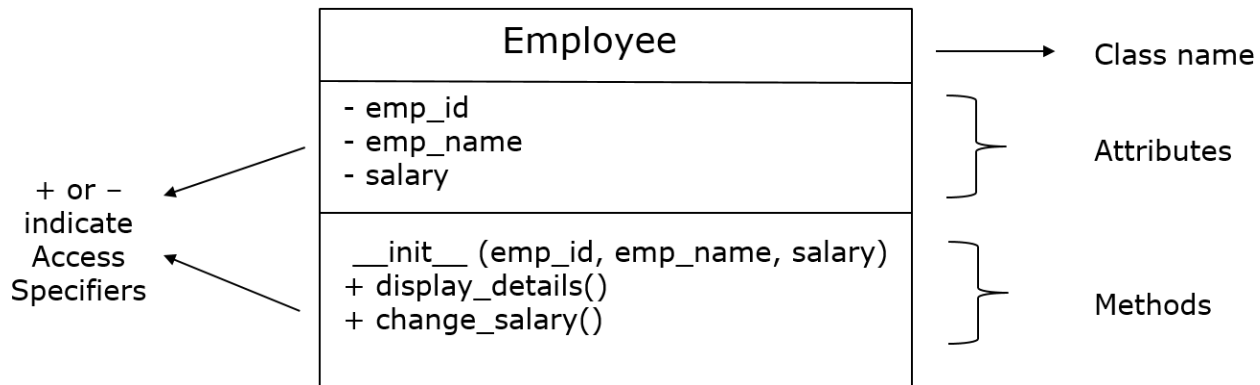 Employee
Class name
- emp_id
- emp_name
- salary
Attributes
+ or –
indicate
Access
Specifiers
__init__ (emp_id, emp_name, salary)
+ display_details()
+ change_salary()
Methods